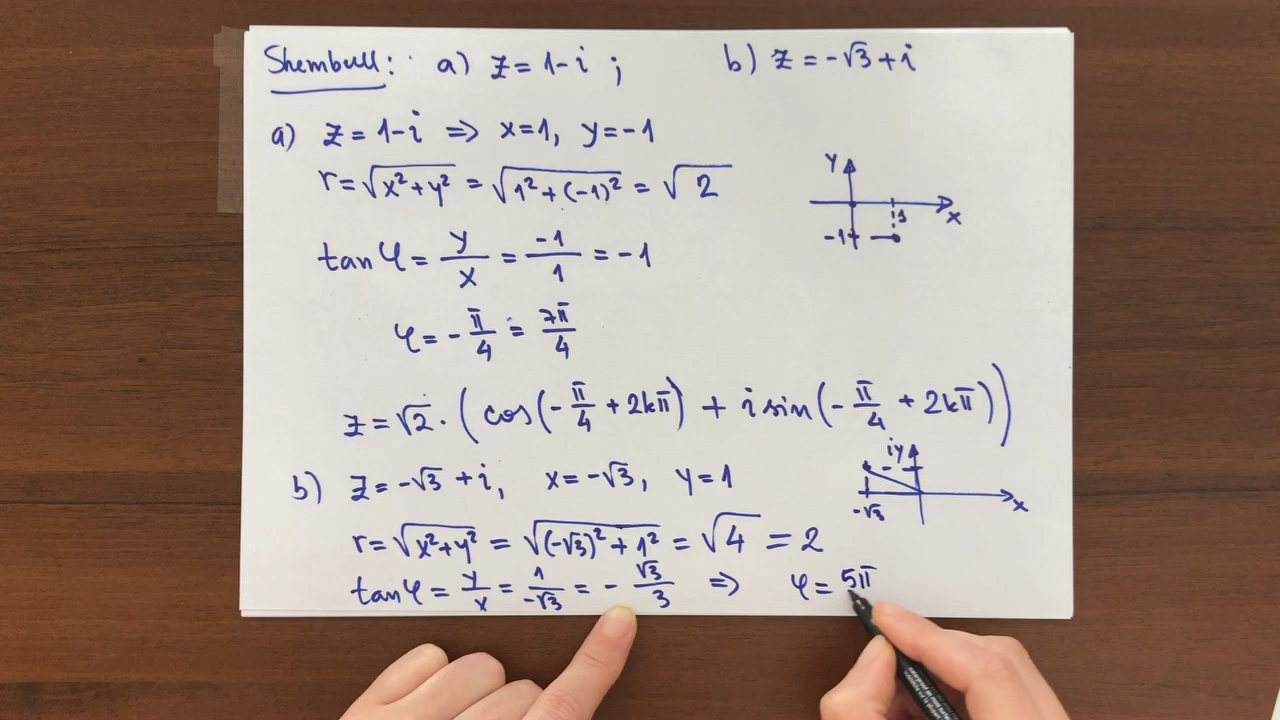 Shembull: a) z = 1 - i ; b) z = -√3 + i
a) z = 1 - i => x = 1, y = -1
r = √(x² + y²) = √(1² + (-1)²) = √2
y
x
1
-1
tan φ = y/x = -1/1 = -1
φ = -π/4 = 7π/4
z = √2 · (cos(-π/4 + 2kπ) + i sin(-π/4 + 2kπ))
b) z = -√3 + i, x = -√3, y = 1
iy
-√3
x
r = √(x² + y²) = √((-√3)² + 1²) = √4 = 2
tan φ = y/x = 1/-√3 = -√3/3 => φ = 5π